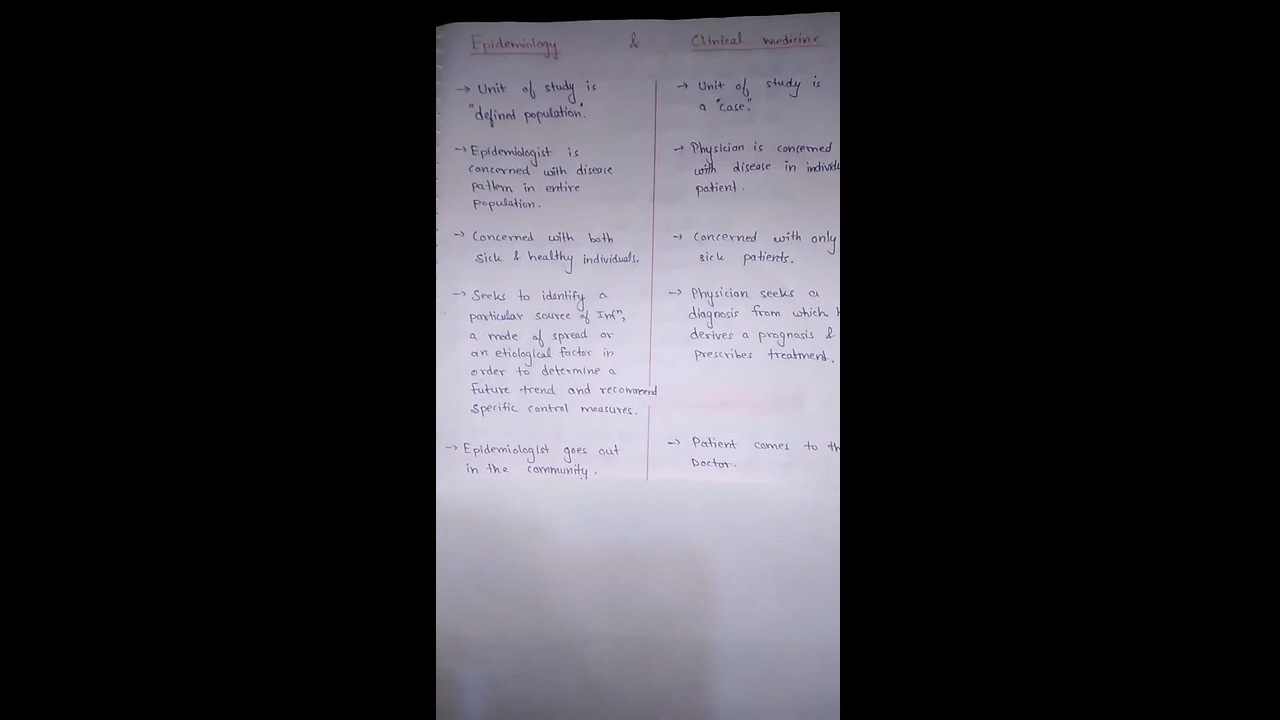 Epidemiology & Clinical medicine
→ Unit of study is
"defined population".
→ Epidemiologist is
concerned with disease
pattern in entire
population.
→ Concerned with both
sick & healthy individuals.
→ Seeks to identify a
particular source of Infⁿ,
a mode of spread or
an etiological factor in
order to determine a
future trend and recommend
specific control measures.
→ Epidemiologist goes out
in the community.
→ Unit of study is
a "case."
→ Physician is concerned
with disease in individu
patient.
→ Concerned with only
sick patients.
→ Physician seeks a
diagnosis from which
derives a prognosis &
prescribes treatment.
→ Patient comes to th
Doctor.